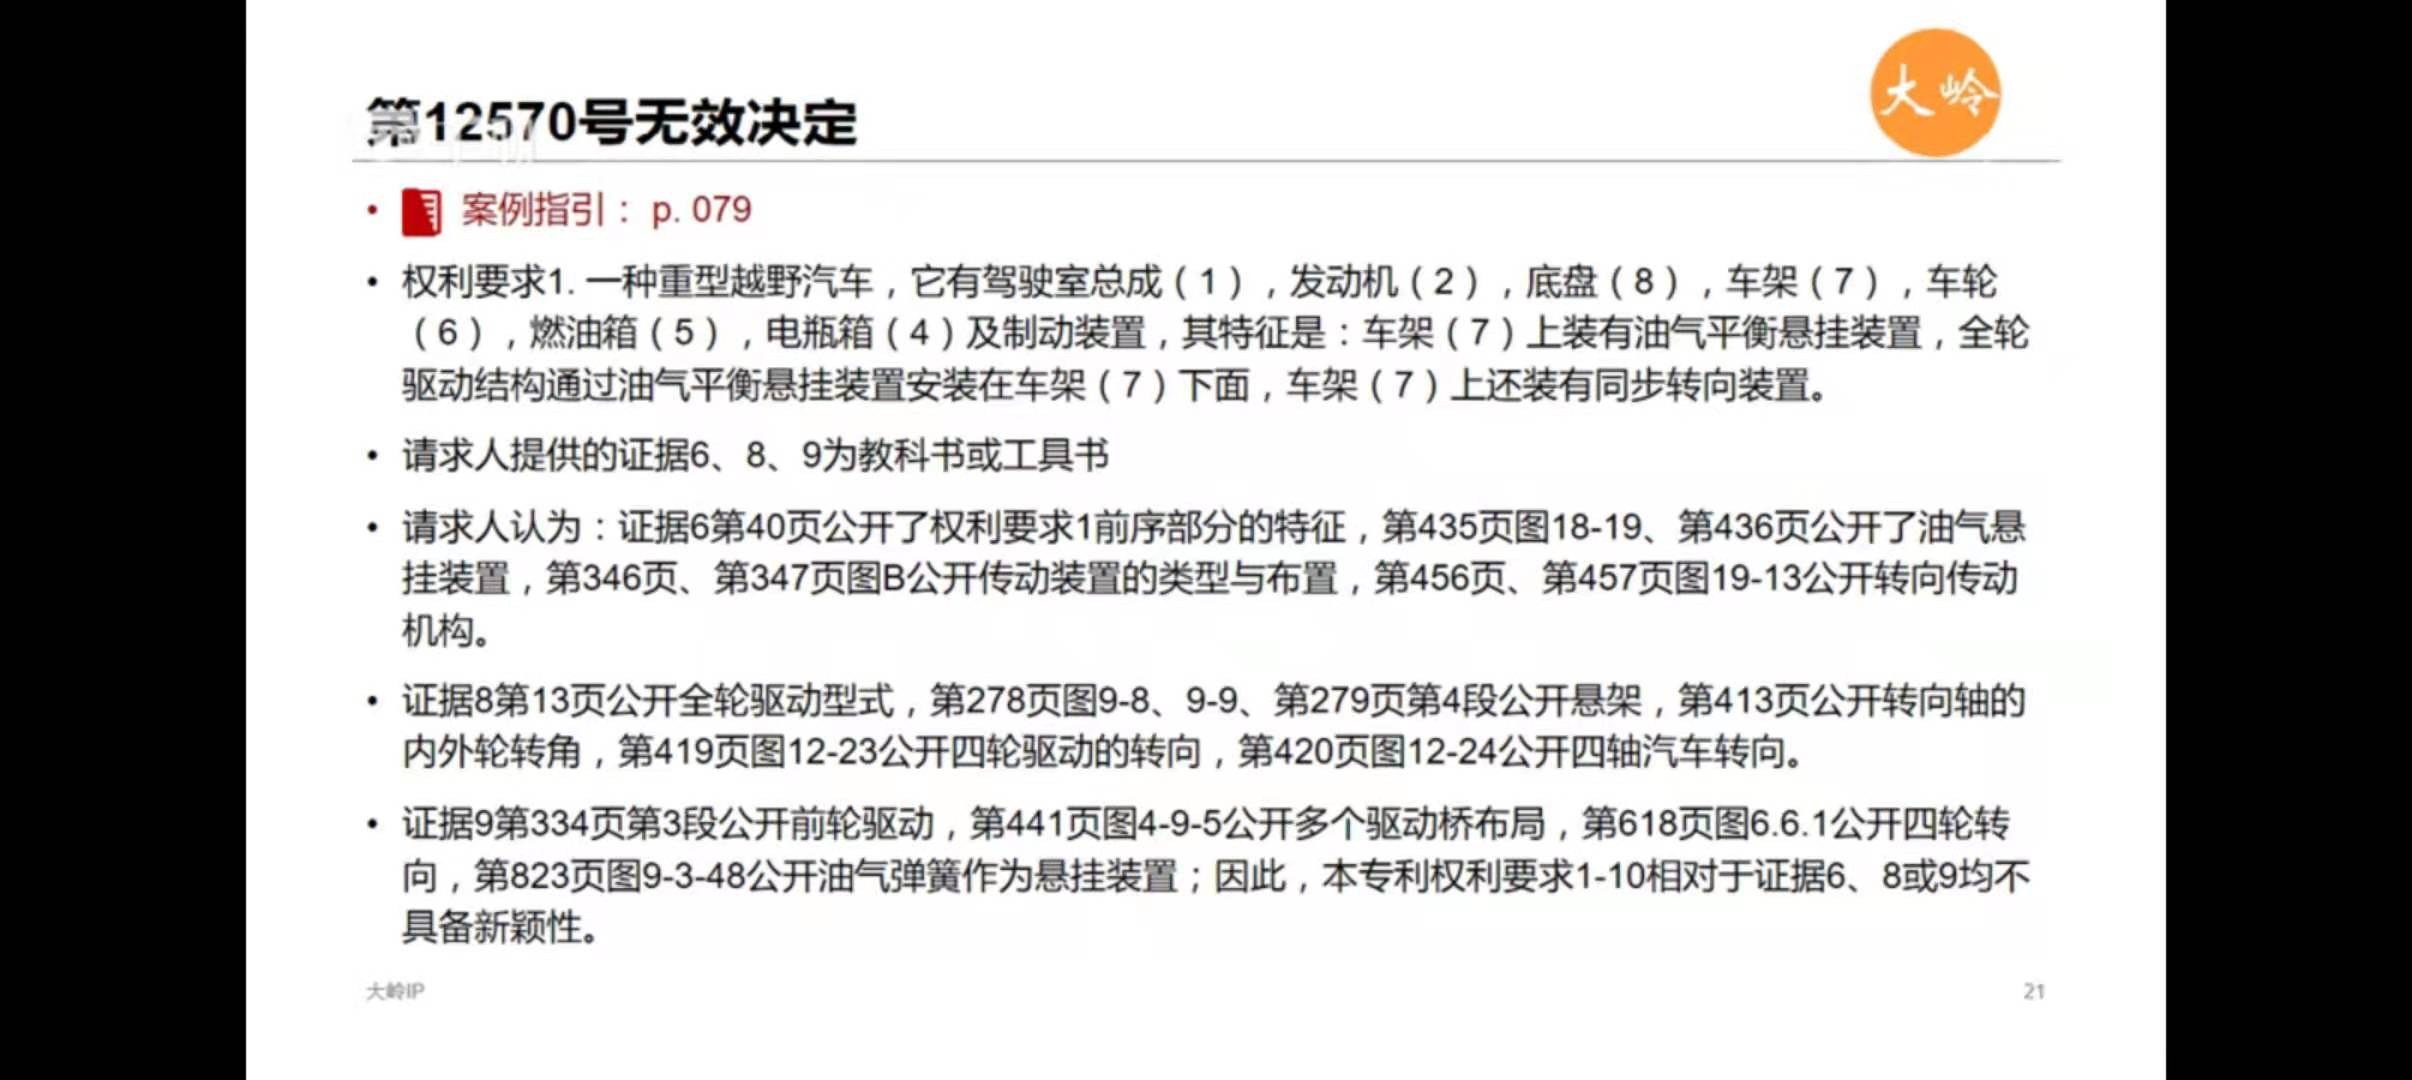 第12570号无效决定
大岭
• 案例指引：p. 079
• 权利要求1. 一种重型越野汽车，它有驾驶室总成（1），发动机（2），底盘（8），车架（7），车轮
（6），燃油箱（5），电瓶箱（4）及制动装置，其特征是：车架（7）上装有油气平衡悬挂装置，全轮
驱动结构通过油气平衡悬挂装置安装在车架（7）下面，车架（7）上还装有同步转向装置。
• 请求人提供的证据6、8、9为教科书或工具书
• 请求人认为：证据6第40页公开了权利要求1前序部分的特征，第435页图18-19、第436页公开了油气悬
挂装置，第346页、第347页图B公开传动装置的类型与布置，第456页、第457页图19-13公开转向传动
机构。
• 证据8第13页公开全轮驱动型式，第278页图9-8、9-9、第279页第4段公开悬架，第413页公开转向轴的
内外轮转角，第419页图12-23公开四轮驱动的转向，第420页图12-24公开四轴汽车转向。
• 证据9第334页第3段公开前轮驱动，第441页图4-9-5公开多个驱动桥布局，第618页图6.6.1公开四轮转
向，第823页图9-3-48公开油气弹簧作为悬挂装置；因此，本专利权利要求1-10相对于证据6、8或9均不
具备新颖性。
大岭IP
21